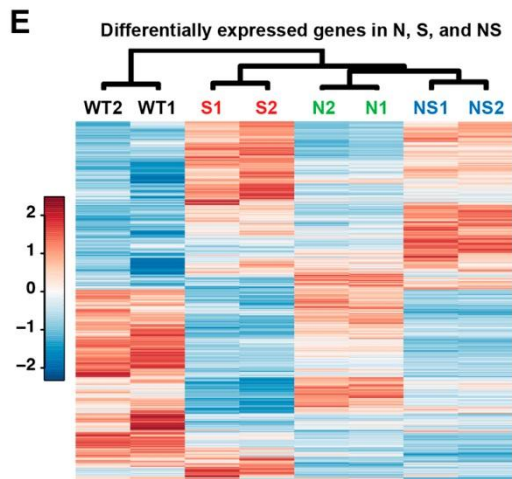 E
Differentially expressed genes in N, S, and NS
WT2 WT1 S1 S2 N2 N1 NS1 NS2
2
1
0
−1
−2